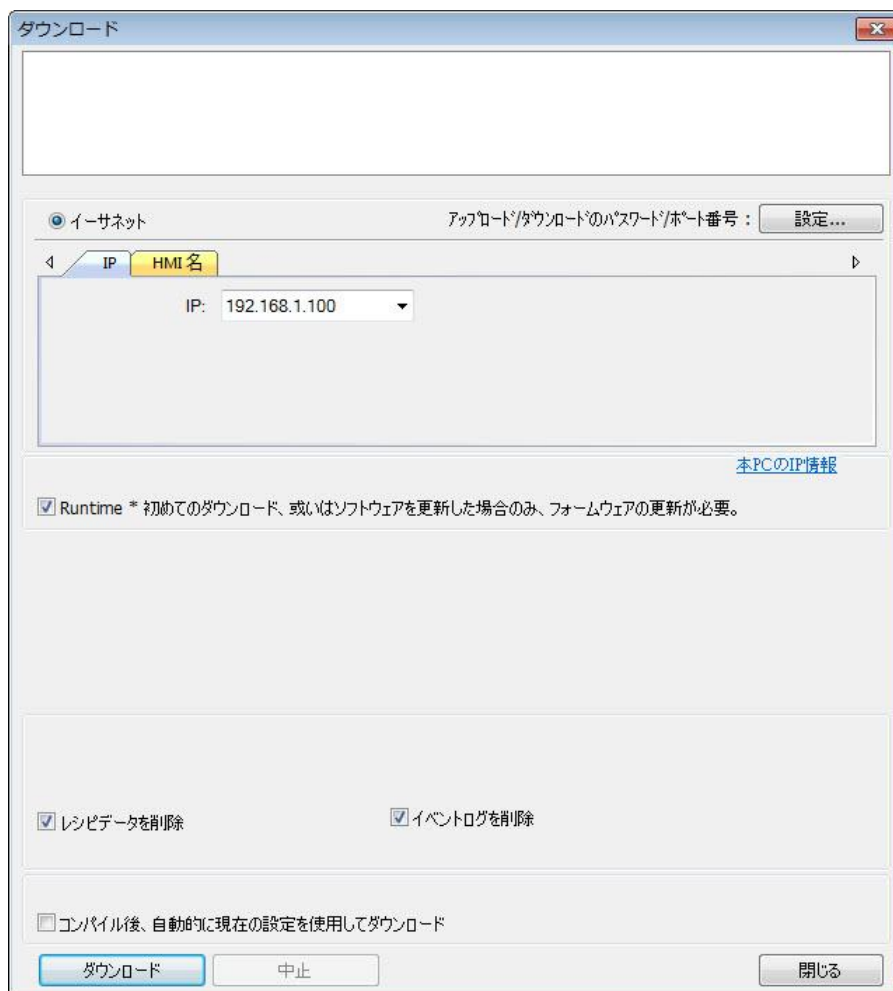 ダウンロード
イーサネット
アップロード/ダウンロードのパスワード/ポート番号：
設定...
IP
HMI 名
IP:
192.168.1.100
本PCのIP情報
Runtime * 初めてのダウンロード、或いはソフトウェアを更新した場合のみ、フォームウェアの更新が必要。
レシピデータを削除
イベントログを削除
コンパイル後、自動的に現在の設定を使用してダウンロード
ダウンロード
中止
閉じる